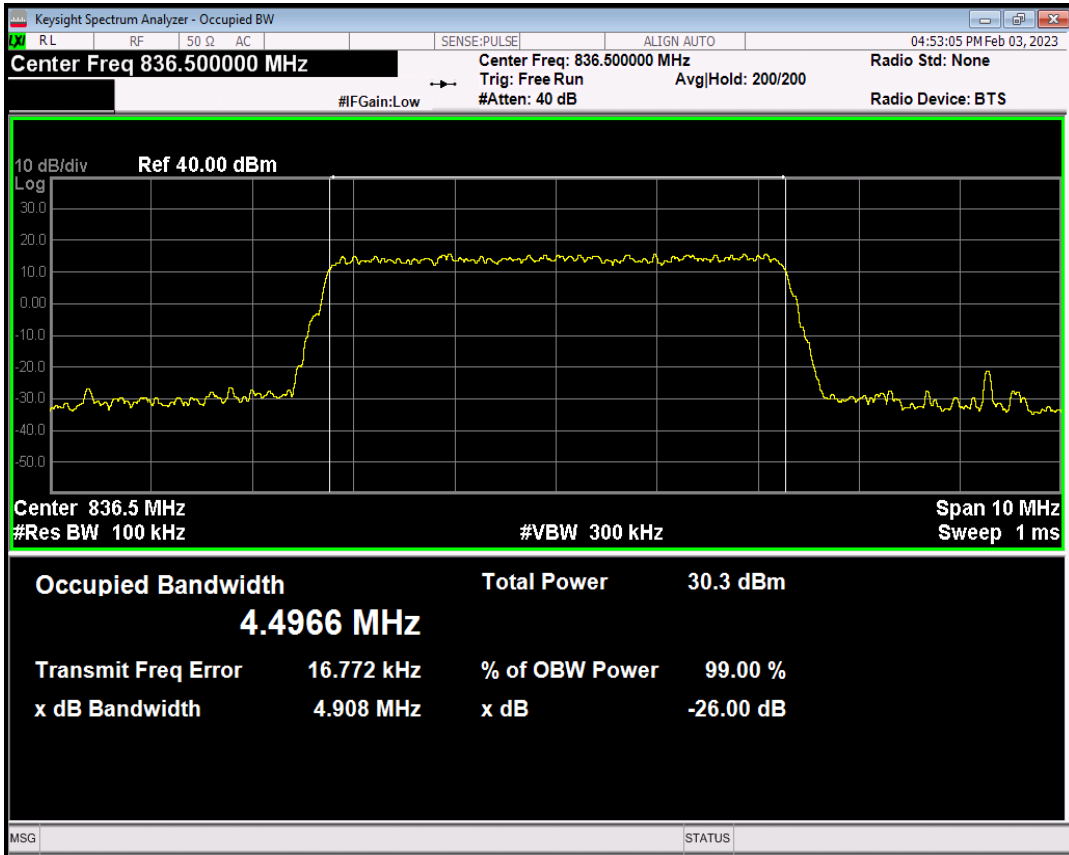 Keysight Spectrum Analyzer - Occupied BW
LXI RL RF 50 Ω AC SENSE:PULSE ALIGN AUTO 04:53:05 PM Feb 03, 2023
Center Freq 836.500000 MHz Center Freq: 836.500000 MHz Radio Std: None
Trig: Free Run Avg|Hold: 200/200
#IFGain:Low #Atten: 40 dB Radio Device: BTS
10 dB/div Ref 40.00 dBm
Log
30.0
20.0
10.0
0.00
-10.0
-20.0
-30.0
-40.0
-50.0
Center 836.5 MHz Span 10 MHz
#Res BW 100 kHz #VBW 300 kHz Sweep 1 ms
Occupied Bandwidth Total Power 30.3 dBm
4.4966 MHz
Transmit Freq Error 16.772 kHz % of OBW Power 99.00 %
x dB Bandwidth 4.908 MHz x dB -26.00 dB
MSG STATUS